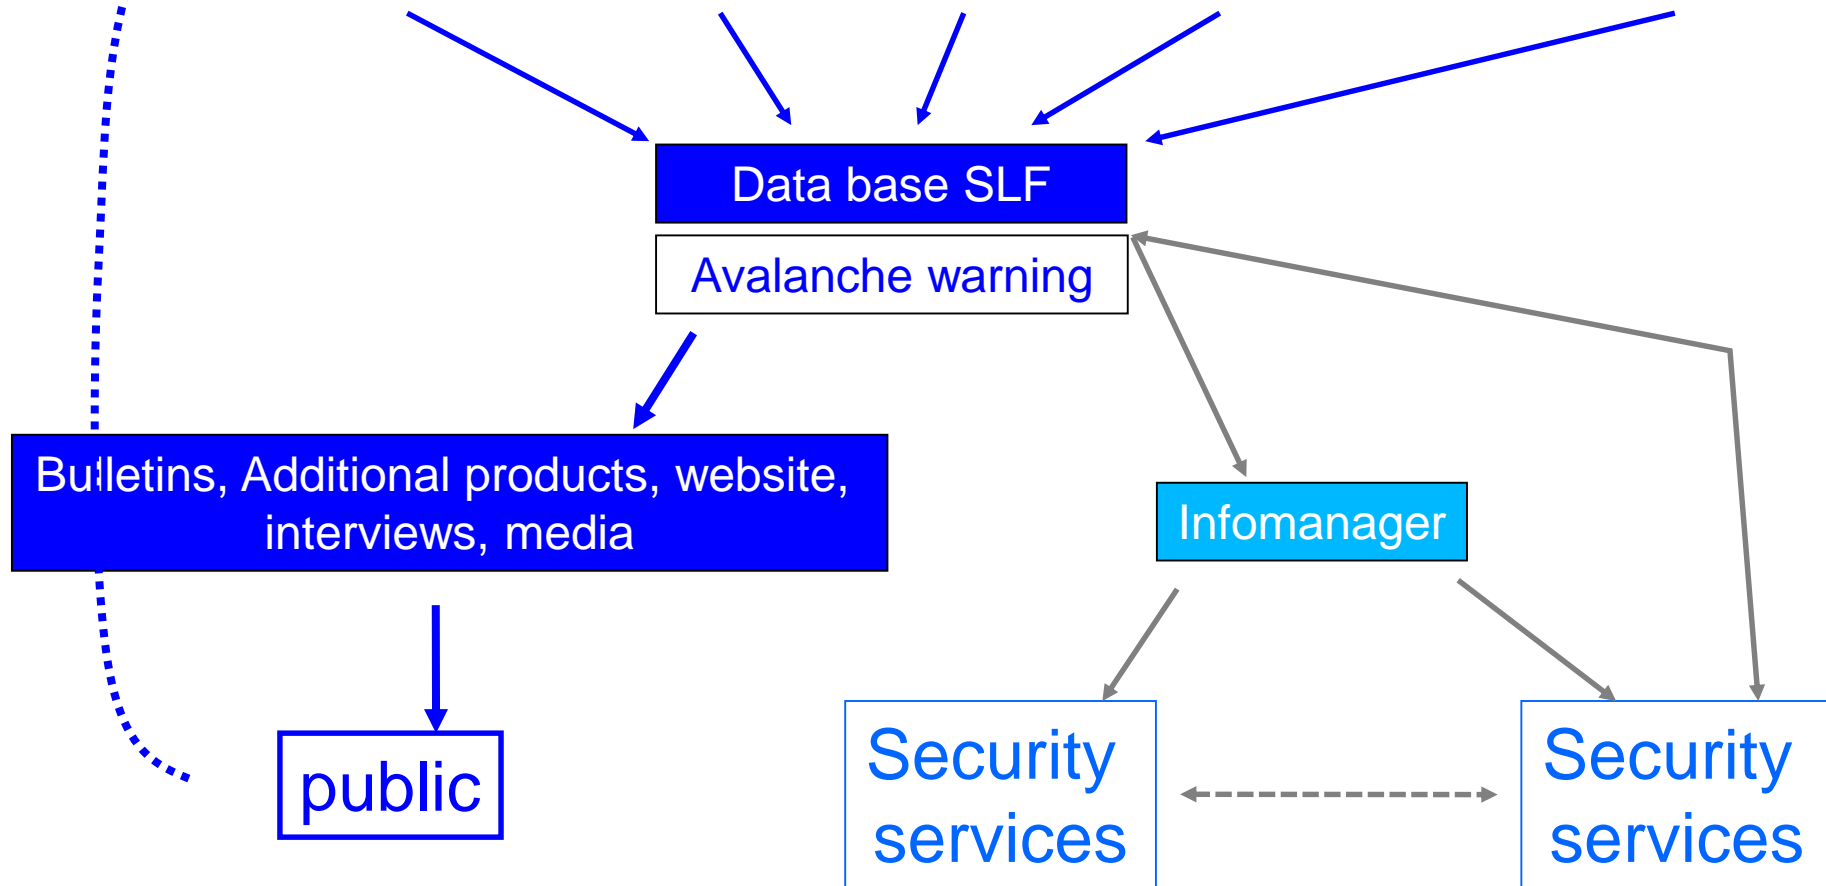 Data base SLF
Avalanche warning
Bulletins, Additional products, website,
interviews, media
Infomanager
public
Security
services
Security
services